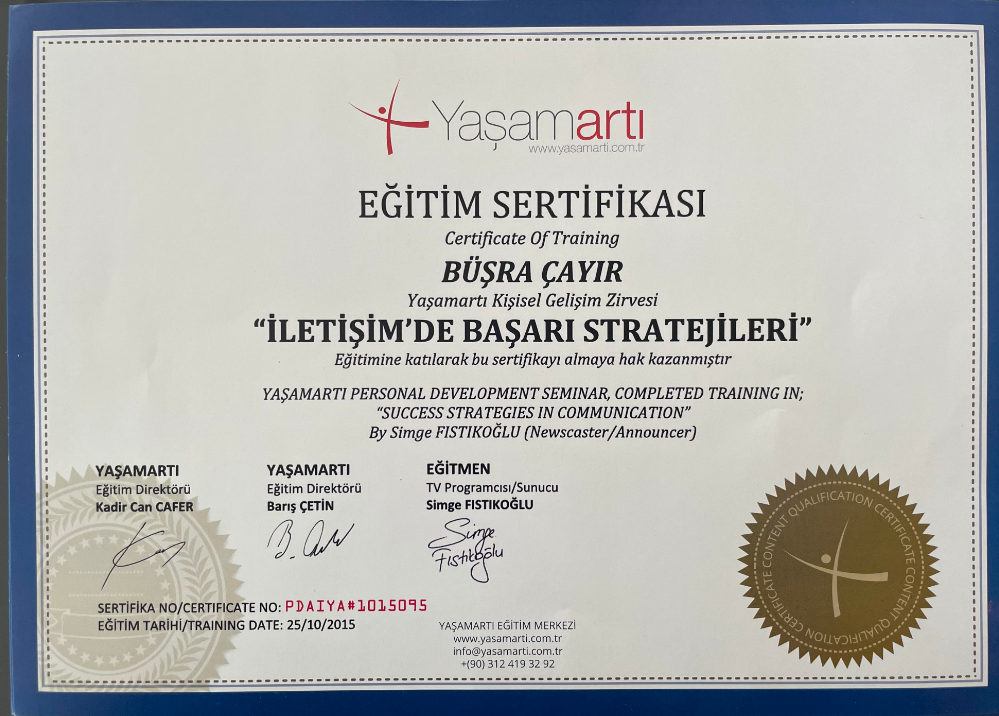 Yaşamartı
www.yasamarti.com.tr
EĞİTİM SERTİFİKASI
Certificate Of Training
BÜŞRA ÇAYIR
Yaşamartı Kişisel Gelişim Zirvesi
“İLETİŞİM’DE BAŞARI STRATEJİLERİ”
Eğitimine katılarak bu sertifikayı almaya hak kazanmıştır
YAŞAMARTI PERSONAL DEVELOPMENT SEMINAR, COMPLETED TRAINING IN;
“SUCCESS STRATEGIES IN COMMUNICATION”
By Simge FISTIKOĞLU (Newscaster/Announcer)
YAŞAMARTI
Eğitim Direktörü
Kadir Can CAFER
YAŞAMARTI
Eğitim Direktörü
Barış ÇETİN
EĞİTMEN
TV Programcısı/Sunucu
Simge FISTIKOĞLU
Simge
Fıstıkoğlu
SERTİFİKA NO/CERTIFICATE NO: PDAIYA#1015095
EĞİTİM TARİHİ/TRAINING DATE: 25/10/2015
YAŞAMARTI EĞİTİM MERKEZİ
www.yasamarti.com.tr
info@yasamarti.com.tr
+(90) 312 419 32 92
CERTIFICATE CONTENT QUALIFICATION CERTIFICATE CONTENT QUALIFICATION